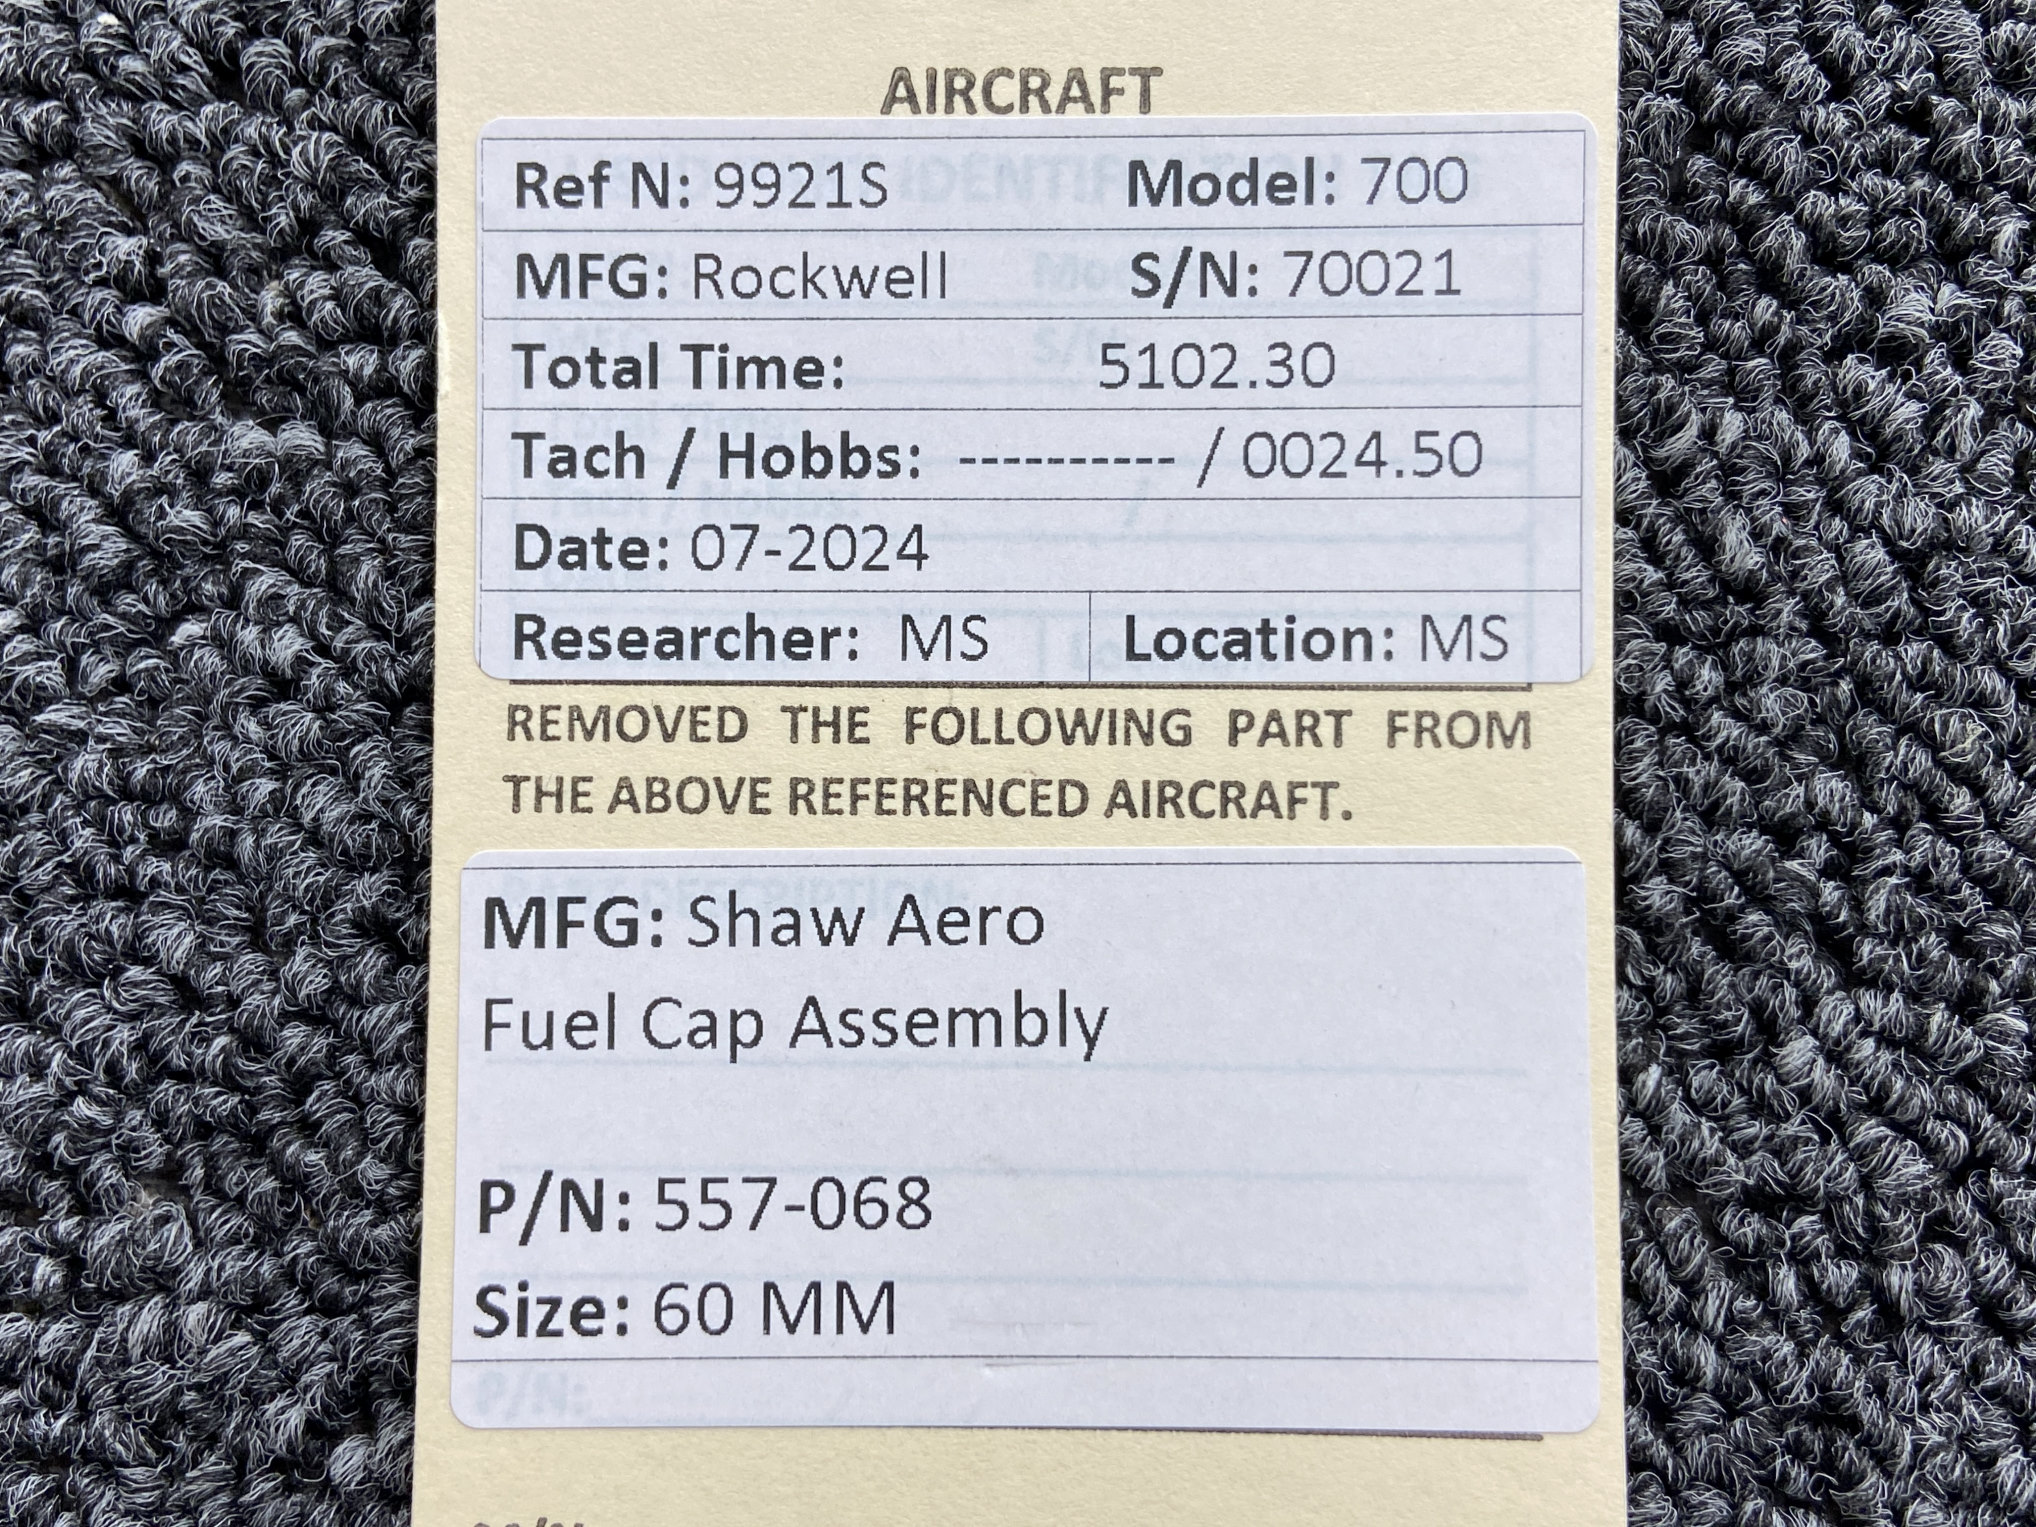 AIRCRAFT
Ref N: 9921S Model: 700
MFG: Rockwell S/N: 70021
Total Time: 5102.30
Tach / Hobbs: ---------- / 0024.50
Date: 07-2024
Researcher: MS Location: MS
REMOVED THE FOLLOWING PART FROM
THE ABOVE REFERENCED AIRCRAFT.
MFG: Shaw Aero
Fuel Cap Assembly
P/N: 557-068
Size: 60 MM
P/N: